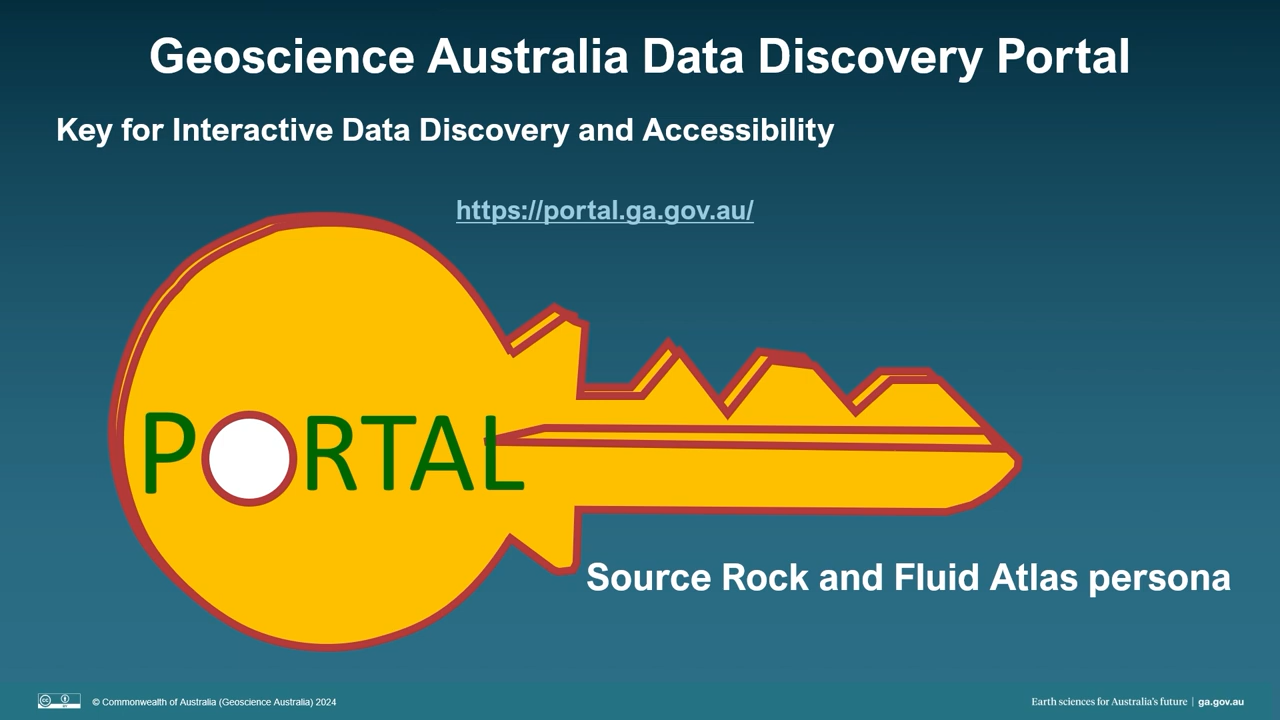 Geoscience Australia Data Discovery Portal
Key for Interactive Data Discovery and Accessibility
https://portal.ga.gov.au/
PORTAL
Source Rock and Fluid Atlas persona
cc BY © Commonwealth of Australia (Geoscience Australia) 2024
Earth sciences for Australia's future | ga.gov.au